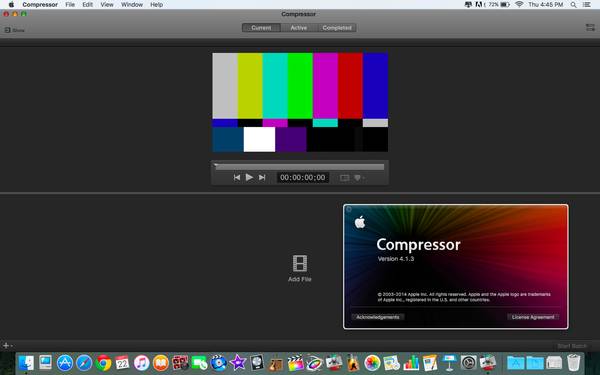 Compressor File Edit View Window Help 72% Thu 4:45 PM
Compressor
Show Current Active Completed
00:00:00;00
Compressor
Version 4.1.3
Add File
© 2003-2014 Apple Inc. All rights reserved. Apple and the Apple logo are trademarks
of Apple Inc., registered in the U.S. and other countries.
Acknowledgements License Agreement
Start Batch
22